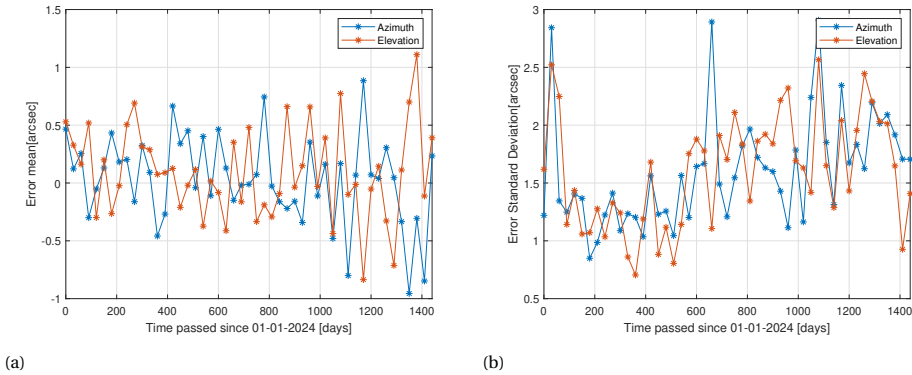 1.5
1
0.5
0
-0.5
-1
Error mean[arcsec]
0 200 400 600 800 1000 1200 1400
Time passed since 01-01-2024 [days]
Azimuth
Elevation
(a)
3
2.5
2
1.5
1
0.5
Error Standard Deviation[arcsec]
0 200 400 600 800 1000 1200 1400
Time passed since 01-01-2024 [days]
Azimuth
Elevation
(b)